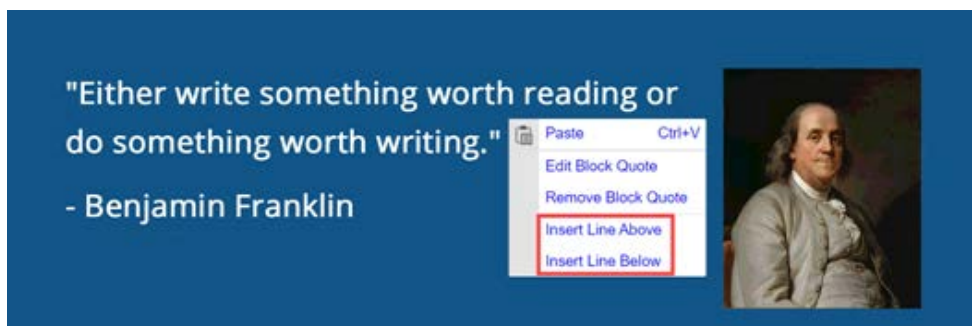 "Either write something worth reading or
do something worth writing."
- Benjamin Franklin
Paste Ctrl+V
Edit Block Quote
Remove Block Quote
Insert Line Above
Insert Line Below